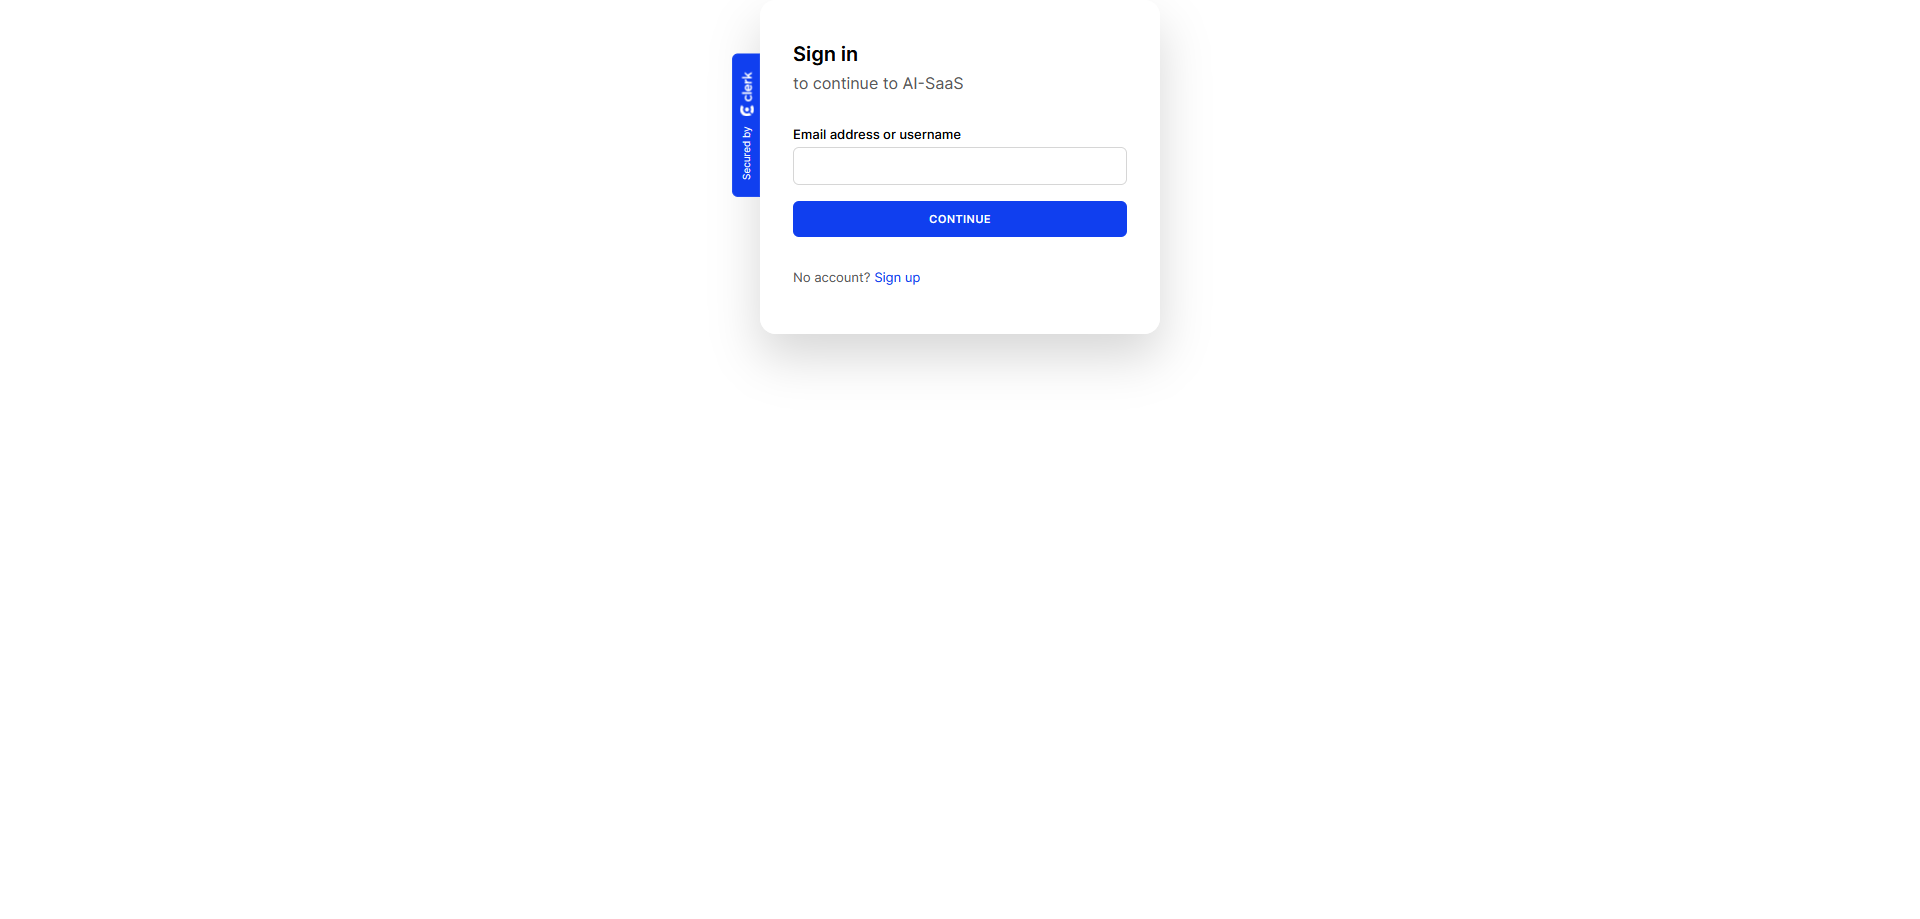 Sign in
to continue to AI-SaaS
Secured by clerk
Email address or username
CONTINUE
No account? Sign up